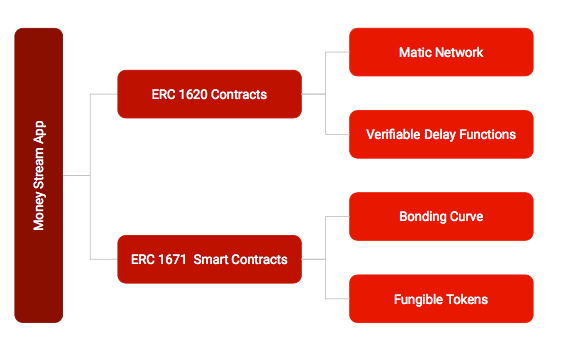 Money Stream App
ERC 1620 Contracts
Matic Network
Verifiable Delay Functions
ERC 1671  Smart Contracts
Bonding Curve
Fungible Tokens